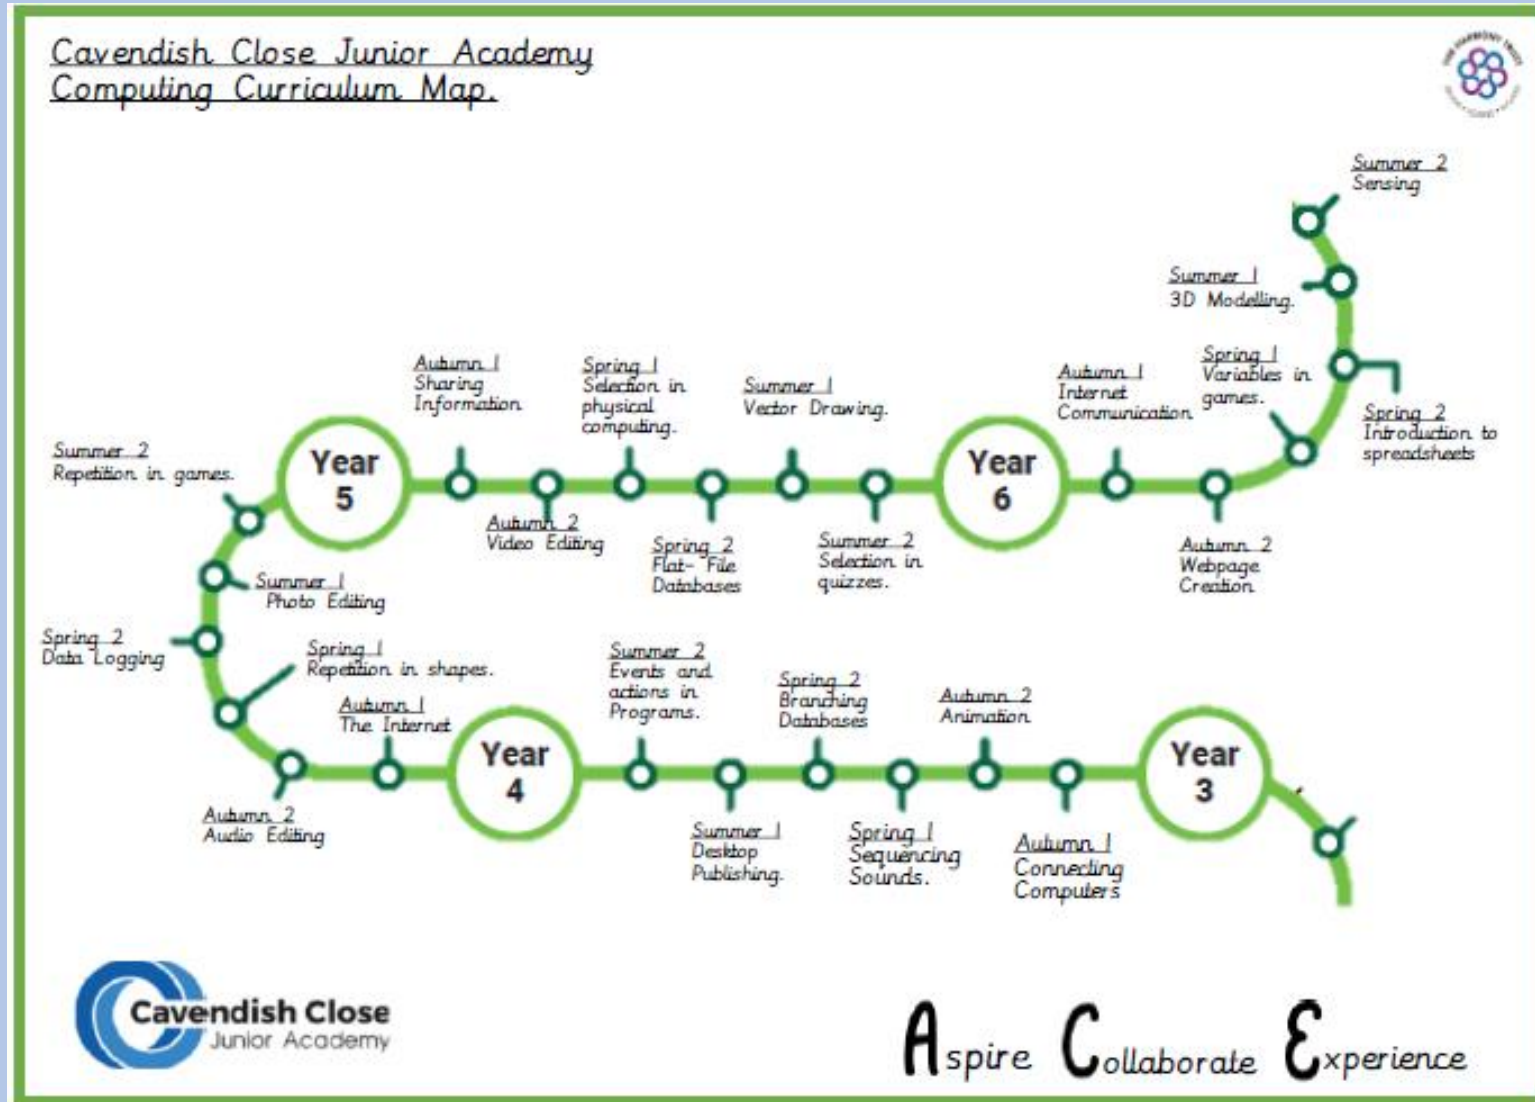 Cavendish Close Junior Academy
Computing Curriculum Map.
THE HARMONY TRUST
Summer 2
Sensing
Summer 1
3D Modelling.
Spring 2
Introduction to
spreadsheets
Spring 1
Variables in
games.
Autumn 2
Webpage
Creation
Autumn 1
Internet
Communication
Year
6
Summer 2
Selection in
quizzes.
Summer 1
Vector Drawing.
Spring 2
Flat- File
Databases
Spring 1
Selection in
physical
computing.
Autumn 2
Video Editing
Autumn 1
Sharing
Information
Year
5
Summer 2
Repetition in games.
Summer 1
Photo Editing
Spring 2
Data Logging
Spring 1
Repetition in shapes.
Autumn 2
Audio Editing
Autumn 1
The Internet
Year
4
Summer 2
Events and
actions in
Programs.
Summer 1
Desktop
Publishing.
Spring 2
Branching
Databases
Spring 1
Sequencing
Sounds.
Autumn 2
Animation
Autumn 1
Connecting
Computers
Year
3
Cavendish Close
Junior Academy
Aspire Collaborate Experience